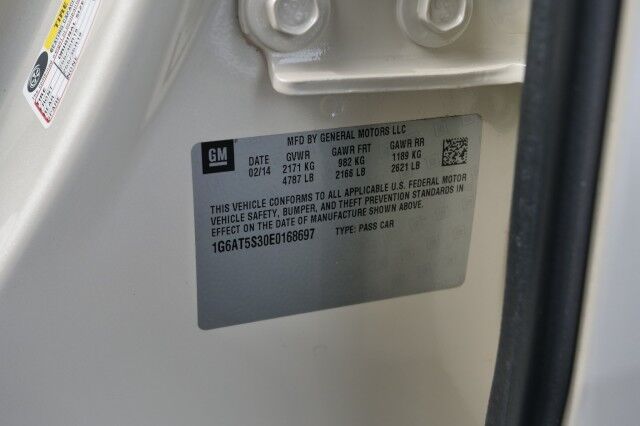 MFD BY GENERAL MOTORS LLC
GM
DATE GVWR GAWR FRT GAWR RR
02/14 2171 KG 982 KG 1189 KG
4787 LB 2166 LB 2621 LB
THIS VEHICLE CONFORMS TO ALL APPLICABLE U.S. FEDERAL MOTOR
VEHICLE SAFETY, BUMPER, AND THEFT PREVENTION STANDARDS IN
EFFECT ON THE DATE OF MANUFACTURE SHOWN ABOVE.
1G6AT5S30E0168697 TYPE: PASS CAR